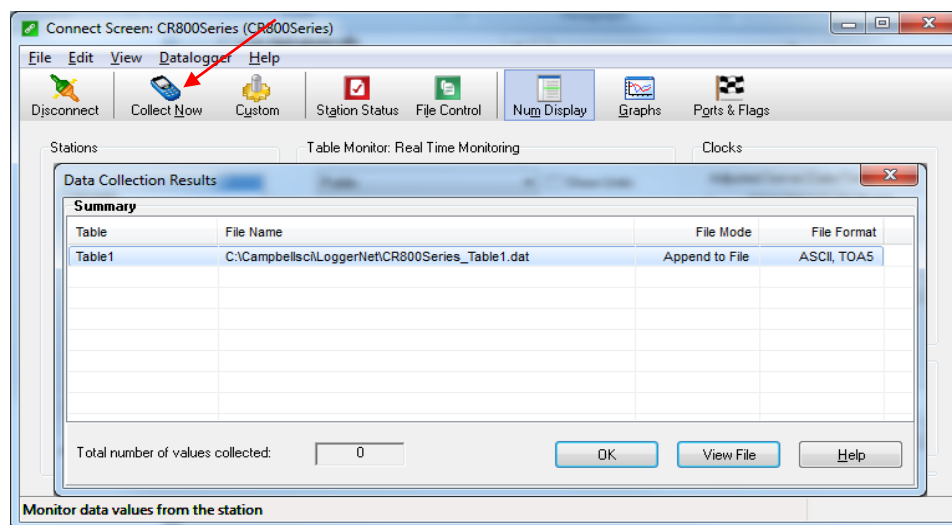 Connect Screen: CR800Series (CR800Series)
File Edit View Datalogger Help
Disconnect Collect Now Custom Station Status File Control Num Display Graphs Ports & Flags
Stations Table Monitor: Real Time Monitoring Clocks
Data Collection Results
Summary
Table File Name File Mode File Format
Table1 C:\Campbellsci\LoggerNet\CR800Series_Table1.dat Append to File ASCII, TOA5
Total number of values collected: 0 OK View File Help
Monitor data values from the station